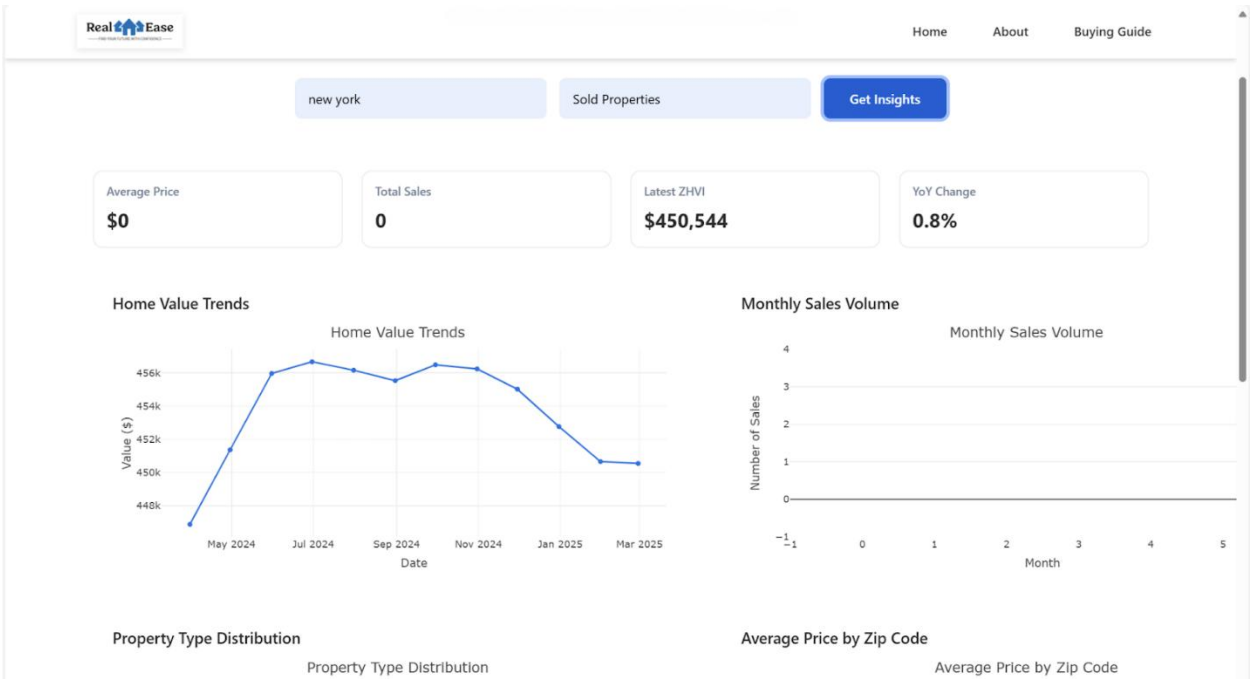 Real Ease
Home About Buying Guide
new york Sold Properties Get Insights
Average Price Total Sales Latest ZHVI YoY Change
$0 0 $450,544 0.8%
Home Value Trends
Home Value Trends
456k
454k
452k
450k
448k
Value ($)
May 2024 Jul 2024 Sep 2024 Nov 2024 Jan 2025 Mar 2025
Date
Monthly Sales Volume
Monthly Sales Volume
4
3
2
1
0
−1
Number of Sales
−1 0 1 2 3 4 5
Month
Property Type Distribution
Property Type Distribution
Average Price by Zip Code
Average Price by Zip Code